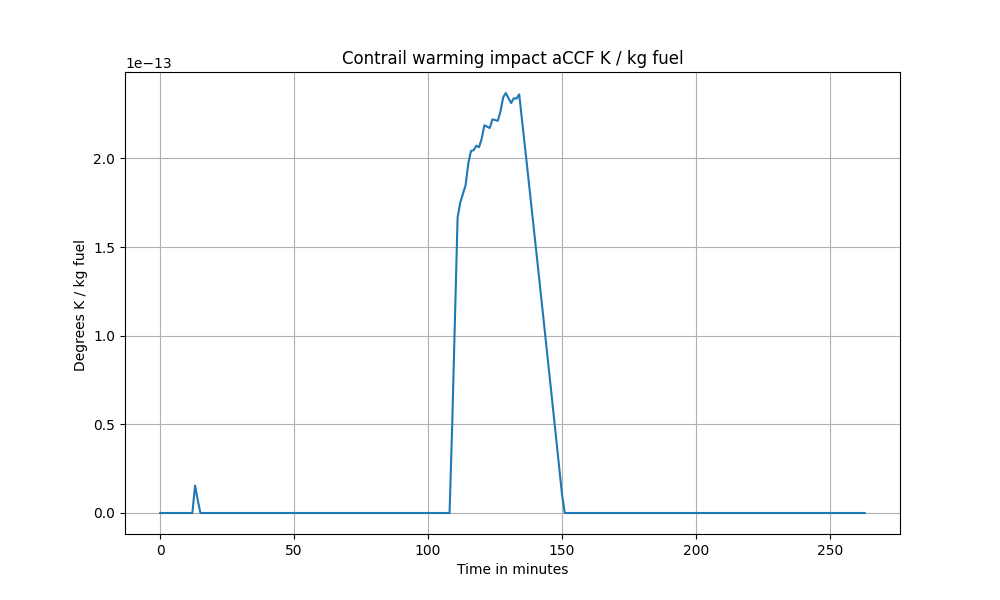 Contrail warming impact aCCF K / kg fuel
1e−13
2.0
1.5
1.0
0.5
0.0
Degrees K / kg fuel
0 50 100 150 200 250
Time in minutes